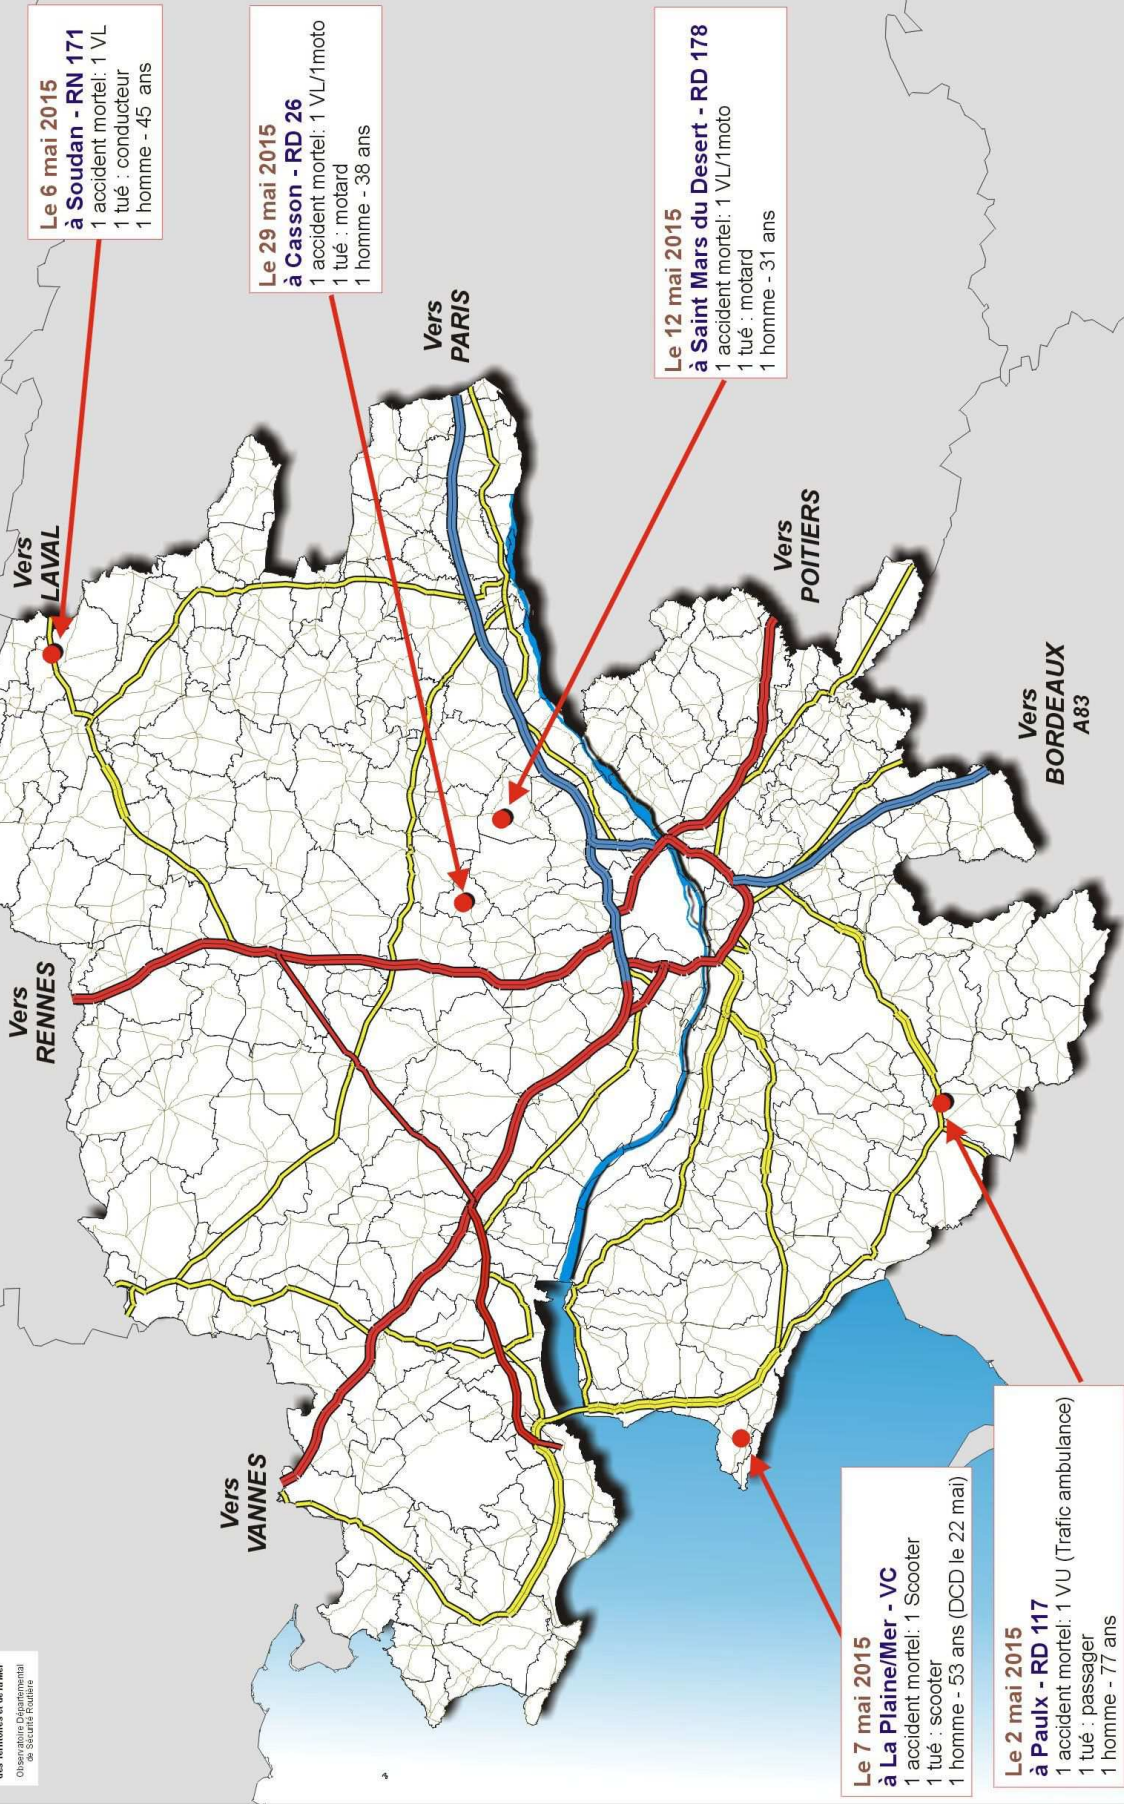 des Territoires et de la Mer
Observatoire Départemental
de Sécurité Routière
Vers
VANNES
Vers
RENNES
Vers
LAVAL
Le 6 mai 2015
à Soudan - RN 171
1 accident mortel: 1 VL
1 tué : conducteur
1 homme - 45 ans
Le 29 mai 2015
à Casson - RD 26
1 accident mortel: 1 VL/1moto
1 tué : motard
1 homme - 38 ans
Vers
PARIS
Le 12 mai 2015
à Saint Mars du Desert - RD 178
1 accident mortel: 1 VL/1moto
1 tué : motard
1 homme - 31 ans
Vers
POITIERS
Vers
BORDEAUX
A83
Le 7 mai 2015
à La Plaine/Mer - VC
1 accident mortel: 1 Scooter
1 tué : scooter
1 homme - 53 ans (DCD le 22 mai)
Le 2 mai 2015
à Paulx - RD 117
1 accident mortel: 1 VU (Trafic ambulance)
1 tué : passager
1 homme - 77 ans